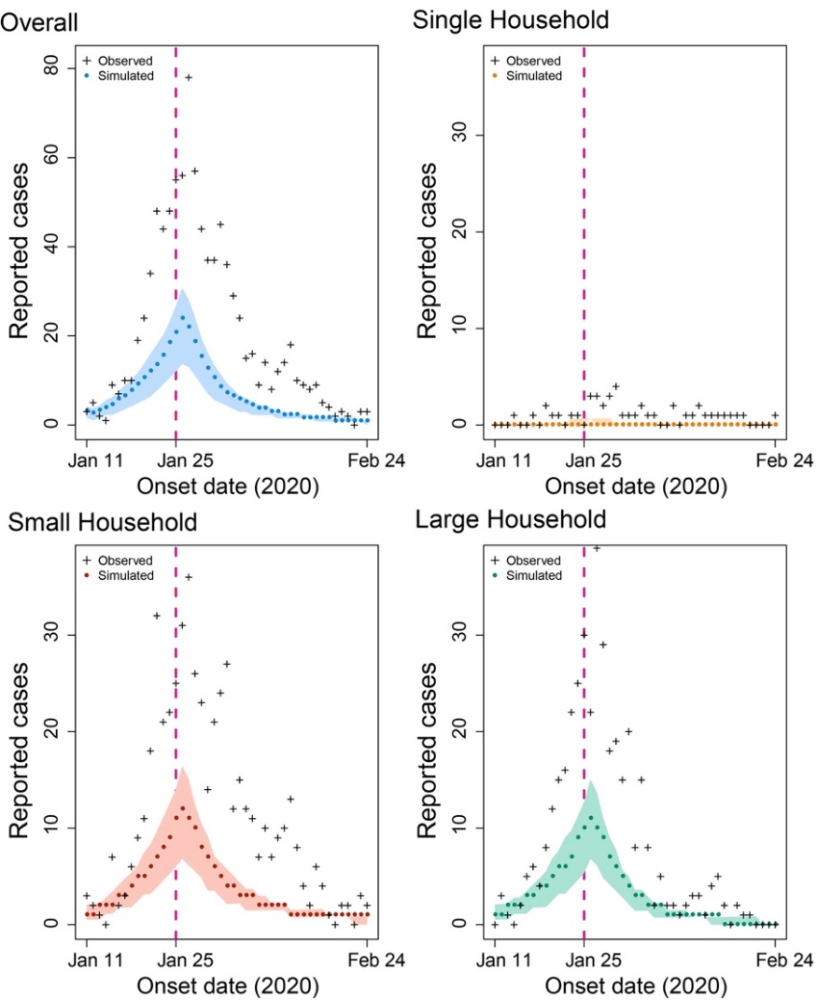 Overall
Observed
Simulated
80
60
40
20
0
Reported cases
Jan 11 Jan 25 Feb 24
Onset date (2020)
Single Household
Observed
Simulated
30
20
10
0
Reported cases
Jan 11 Jan 25 Feb 24
Onset date (2020)
Small Household
Observed
Simulated
30
20
10
0
Reported cases
Jan 11 Jan 25 Feb 24
Onset date (2020)
Large Household
Observed
Simulated
30
20
10
0
Reported cases
Jan 11 Jan 25 Feb 24
Onset date (2020)